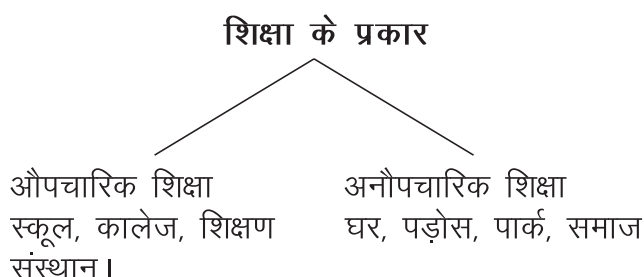 शिक्षा के प्रकार
औपचारिक शिक्षा
स्कूल, कालेज, शिक्षण
संस्थान।
अनौपचारिक शिक्षा
घर, पड़ोस, पार्क, समाज